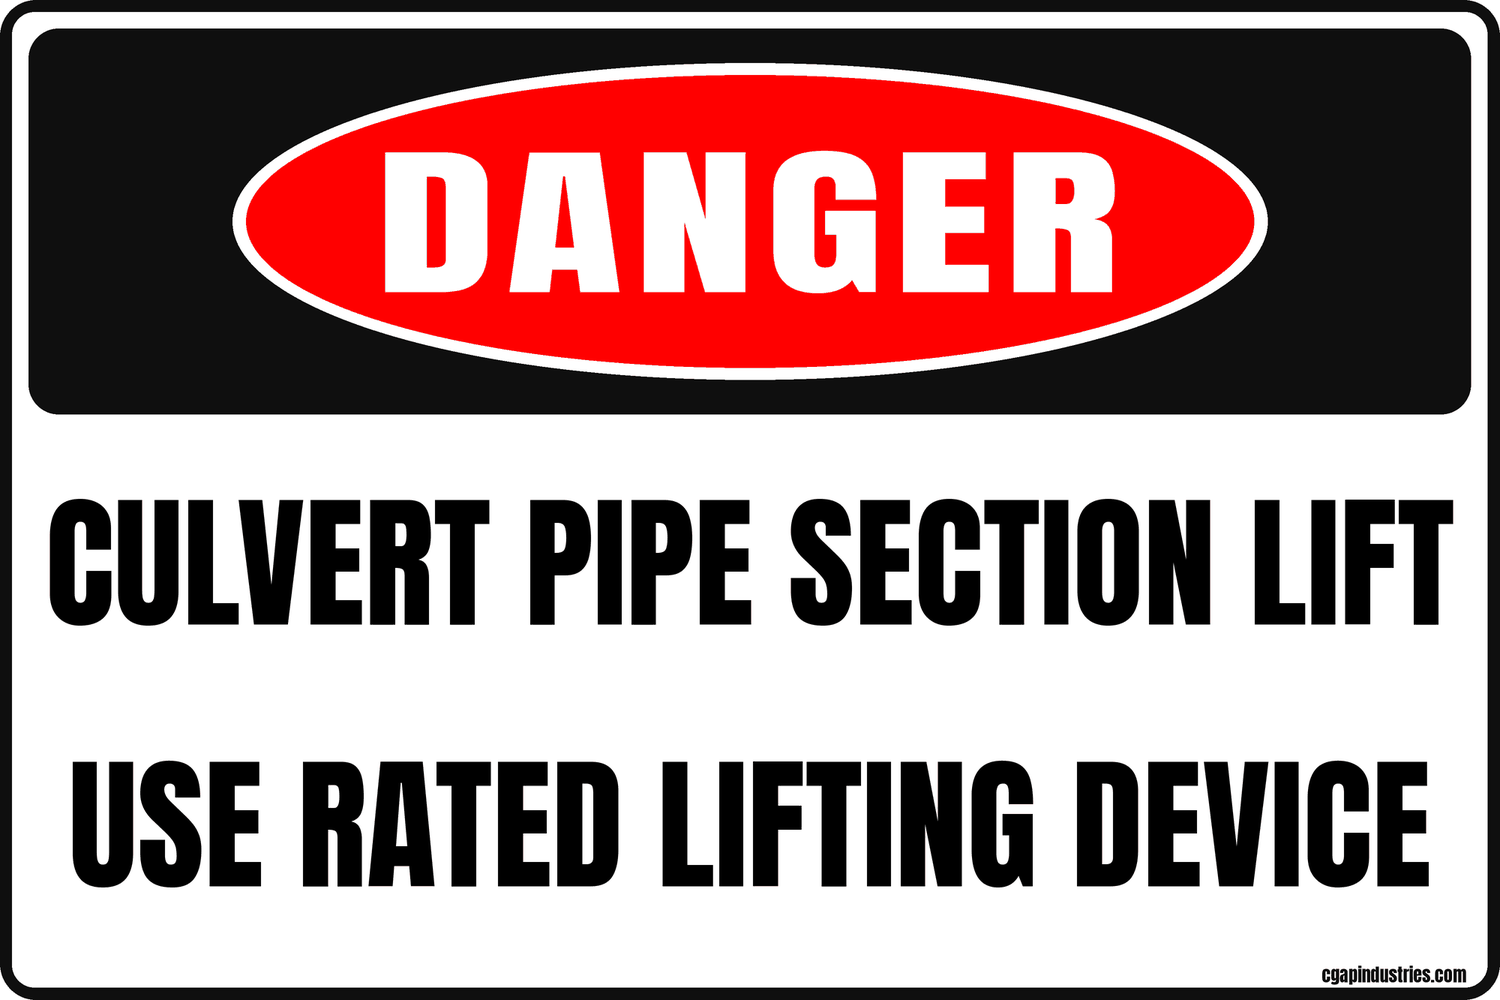 DANGER
CULVERT PIPE SECTION LIFT
USE RATED LIFTING DEVICE
cgapindustries.com